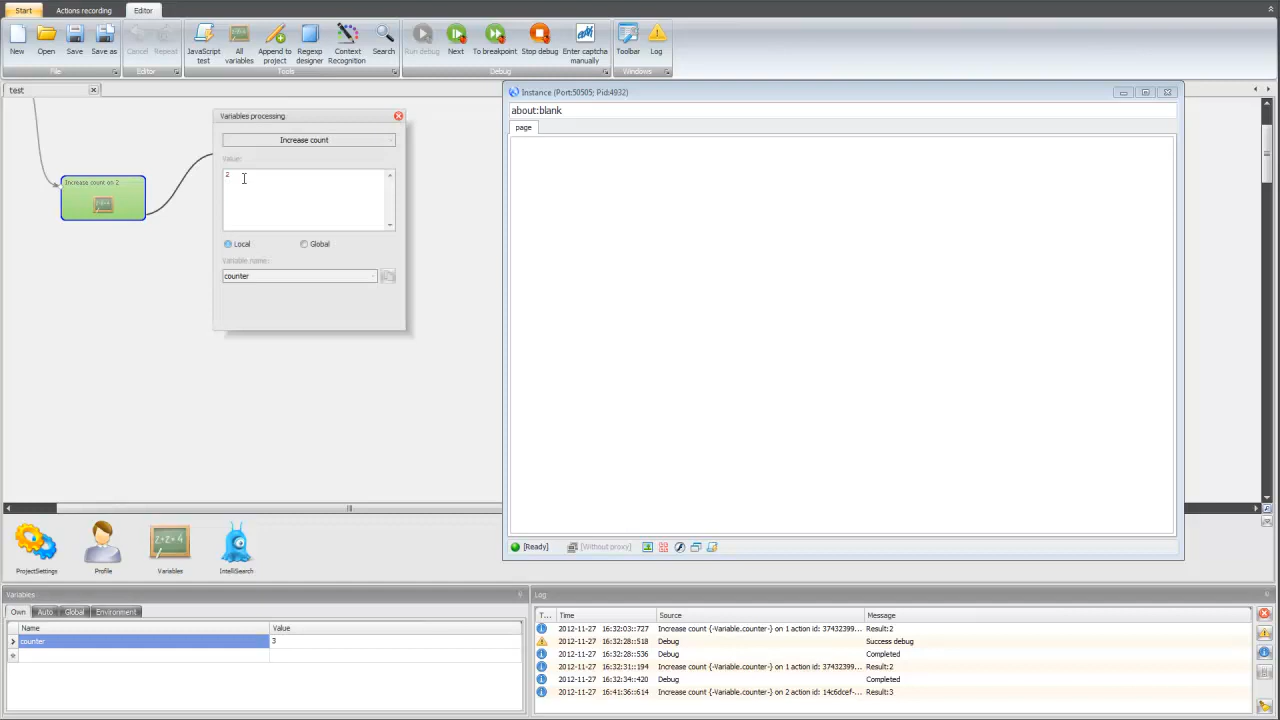 Start Actions recording Editor
New Open Save Save as Cancel Repeat JavaScript test All variables Append to project Regexp designer Context Recognition Search Run debug Next To breakpoint Stop debug Enter captcha manually Toolbar Log
File Editor Tools Debug Windows
test
Instance (Port:50505; Pid:4932)
about:blank
page
Variables processing
Increase count
Value:
2
Local Global
Variable name:
counter
Increase count on 2
[Ready] [Without proxy]
ProjectSettings Profile Variables IntelliSearch
Variables
Own Auto Global Environment
Name Value
counter 3
Log
T... Time Source Message
2012-11-27 16:32:03::727 Increase count {-Variable.counter-} on 1 action id: 37432399... Result:2
2012-11-27 16:32:28::518 Debug Success debug
2012-11-27 16:32:28::536 Debug Completed
2012-11-27 16:32:31::194 Increase count {-Variable.counter-} on 1 action id: 37432399... Result:2
2012-11-27 16:32:34::420 Debug Completed
2012-11-27 16:41:36::614 Increase count {-Variable.counter-} on 2 action id: 14c6dcef-... Result:3